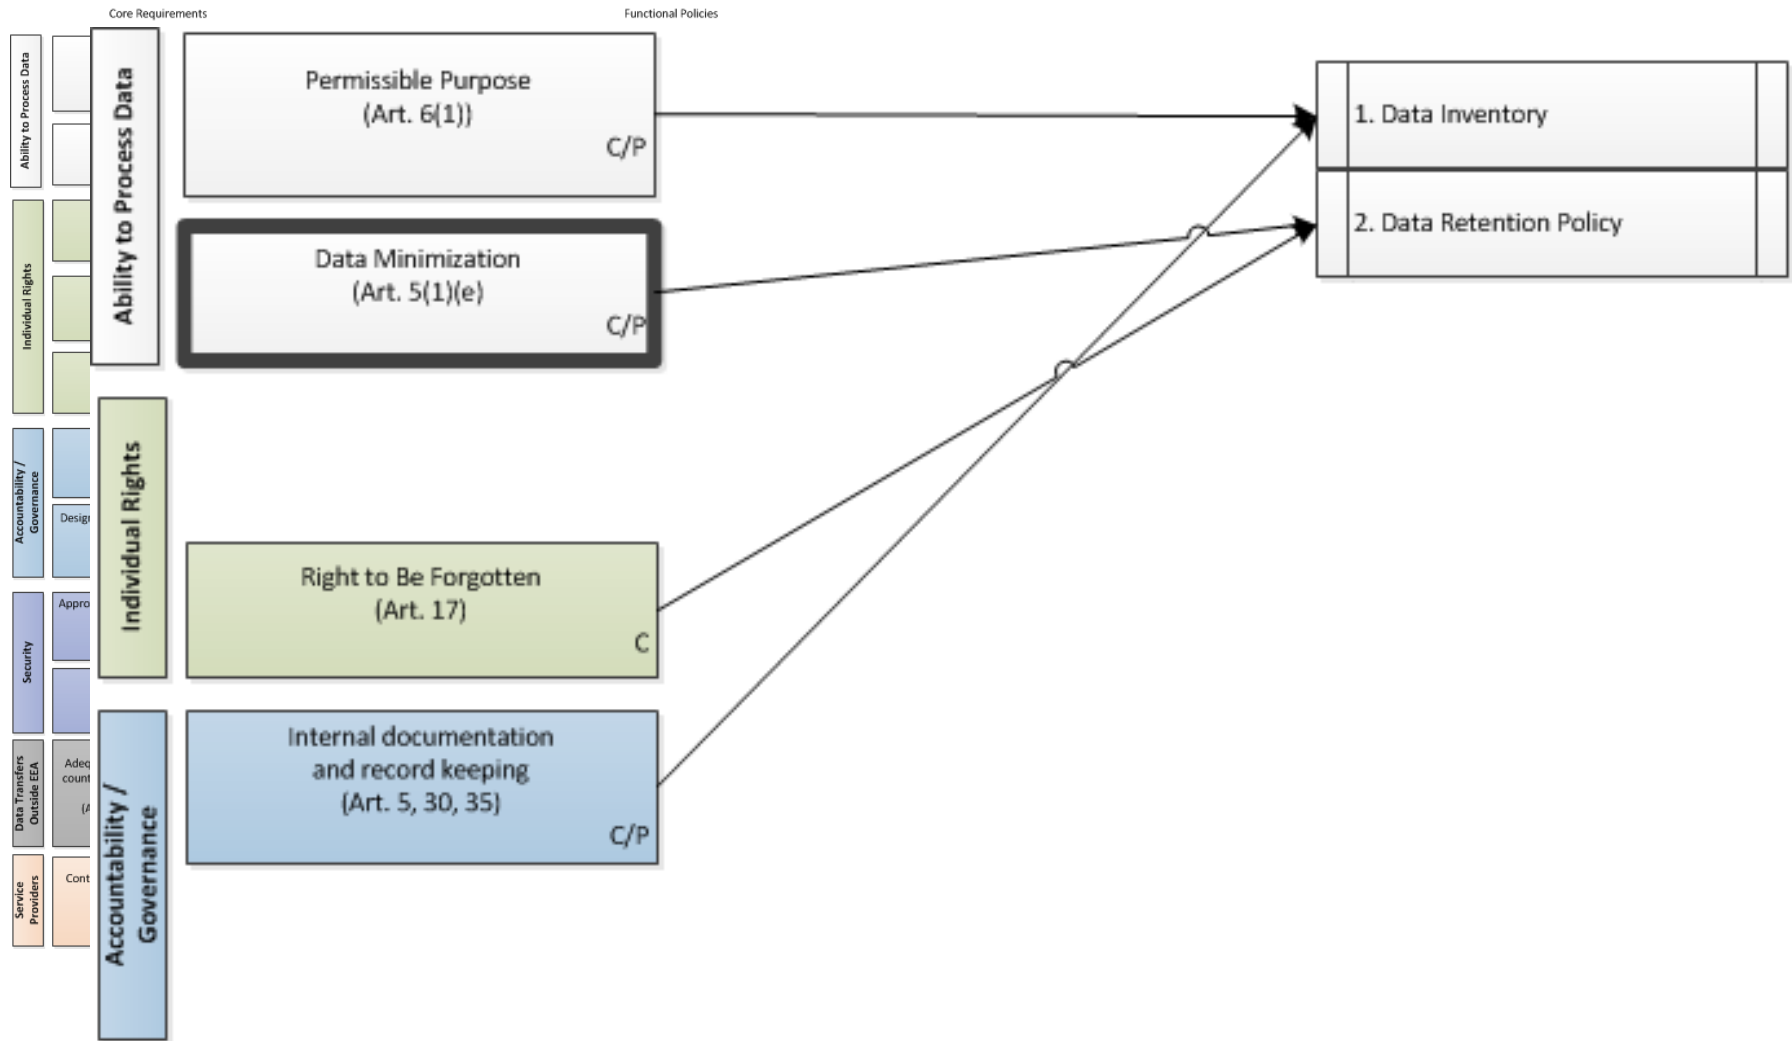 Core Requirements
Functional Policies
Ability to Process Data
Individual Rights
Accountability /
Governance
Security
Data Transfers
Outside EEA
Service
Providers
Ability to Process Data
Permissible Purpose
(Art. 6(1))
C/P
Data Minimization
(Art. 5(1)(e)
C/P
Individual Rights
Right to Be Forgotten
(Art. 17)
C
Accountability /
Governance
Internal documentation
and record keeping
(Art. 5, 30, 35)
C/P
1. Data Inventory
2. Data Retention Policy